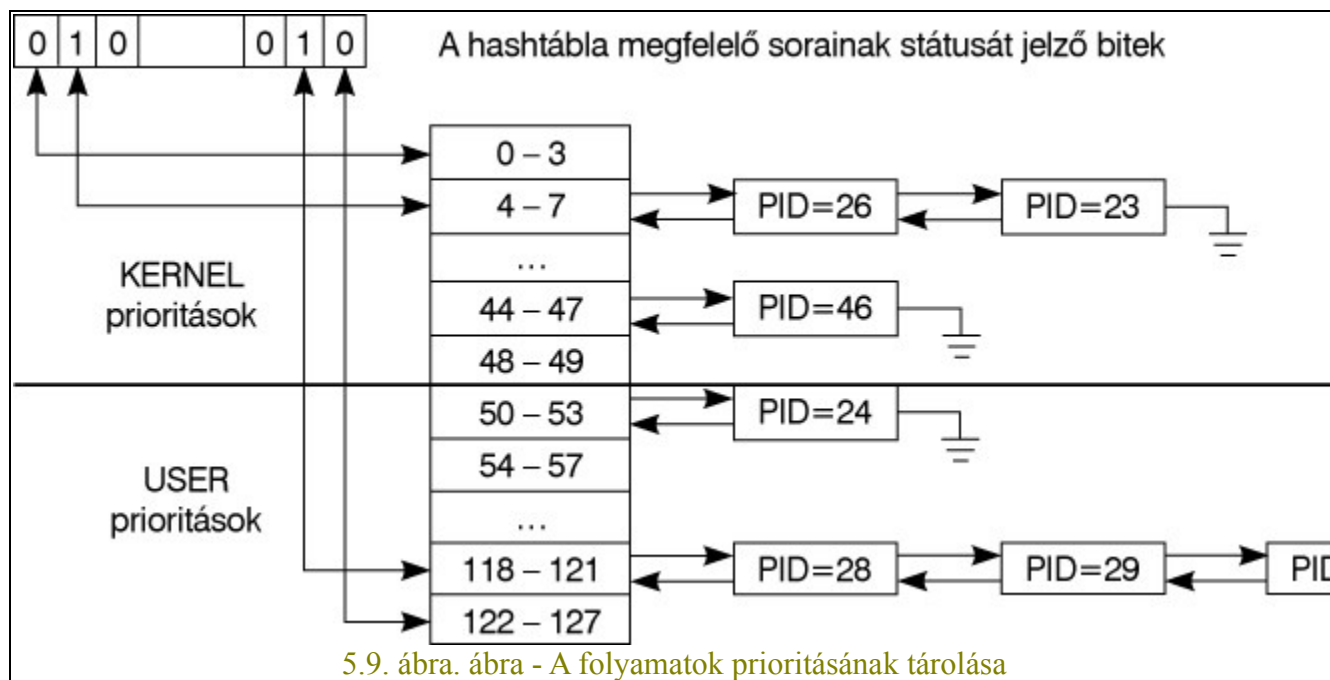 0 1 0 0 1 0
A hashtábla megfelelő sorainak státusát jelző bitek
0 – 3
4 – 7
PID=26
PID=23
...
KERNEL
prioritások
44 – 47
PID=46
48 – 49
50 – 53
PID=24
54 – 57
USER
prioritások
...
118 – 121
PID=28
PID=29
PID
122 – 127
5.9. ábra. ábra - A folyamatok prioritásának tárolása